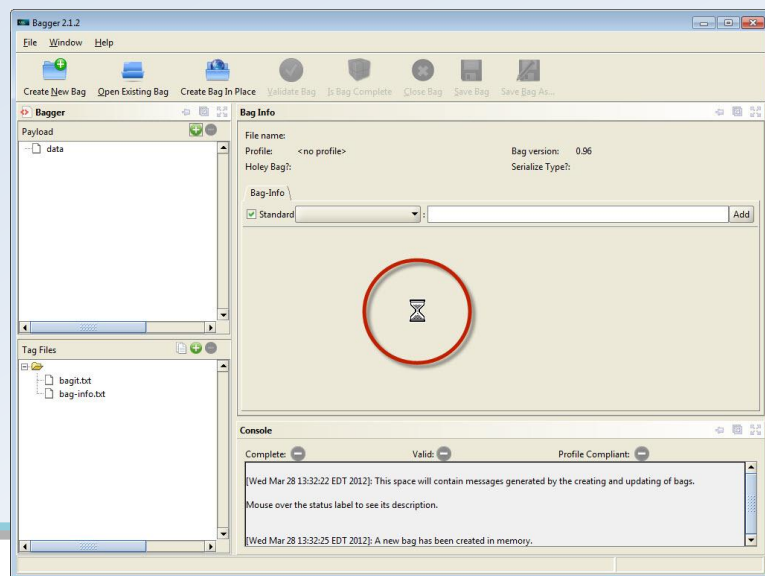 Bagger 2.1.2
File Window Help
Create New Bag Open Existing Bag Create Bag In Place Validate Bag Is Bag Complete Close Bag Save Bag Save Bag As...
Bagger
Payload
data
Tag Files
bagit.txt
bag-info.txt
Bag Info
File name:
Profile: <no profile> Bag version: 0.96
Holey Bag?: Serialize Type?:
Bag-Info
Standard : Add
Console
Complete: Valid: Profile Compliant:
[Wed Mar 28 13:32:22 EDT 2012]: This space will contain messages generated by the creating and updating of bags.
Mouse over the status label to see its description.
[Wed Mar 28 13:32:25 EDT 2012]: A new bag has been created in memory.